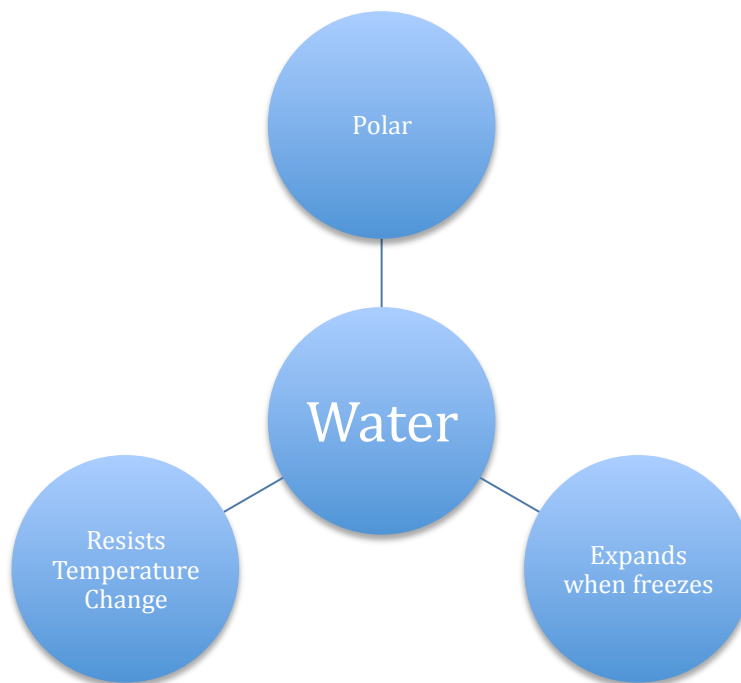 Polar
Water
Resists
Temperature
Change
Expands
when freezes